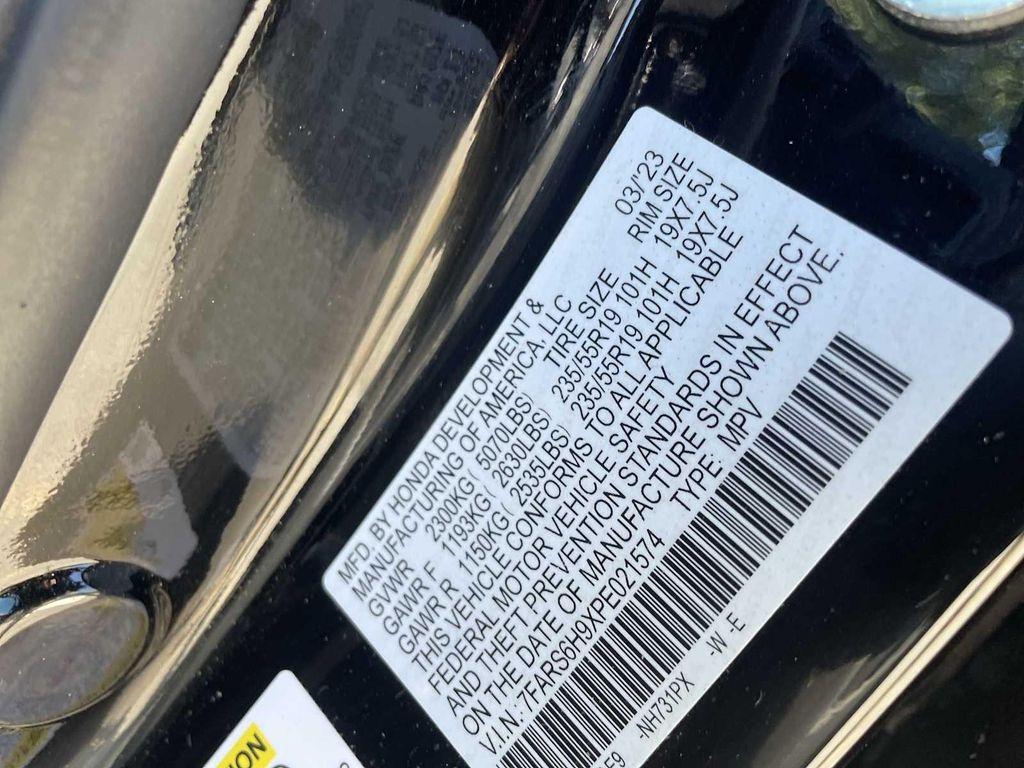 MFD. BY HONDA DEVELOPMENT & 03/'23
MANUFACTURING OF AMERICA, LLC
GVWR 2300KG( 5070LBS) TIRE SIZE RIM SIZE
GAWR F 1193KG( 2630LBS) 235/55R19 101H 19X7.5J
GAWR R 1150KG( 2535LBS) 235/55R19 101H 19X7.5J
THIS VEHICLE CONFORMS TO ALL APPLICABLE
FEDERAL MOTOR VEHICLE SAFETY
AND THEFT PREVENTION STANDARDS IN EFFECT
ON THE DATE OF MANUFACTURE SHOWN ABOVE.
V.I.N: 7FARS6H9XPE021574 TYPE: MPV
-NH731PX -W -E